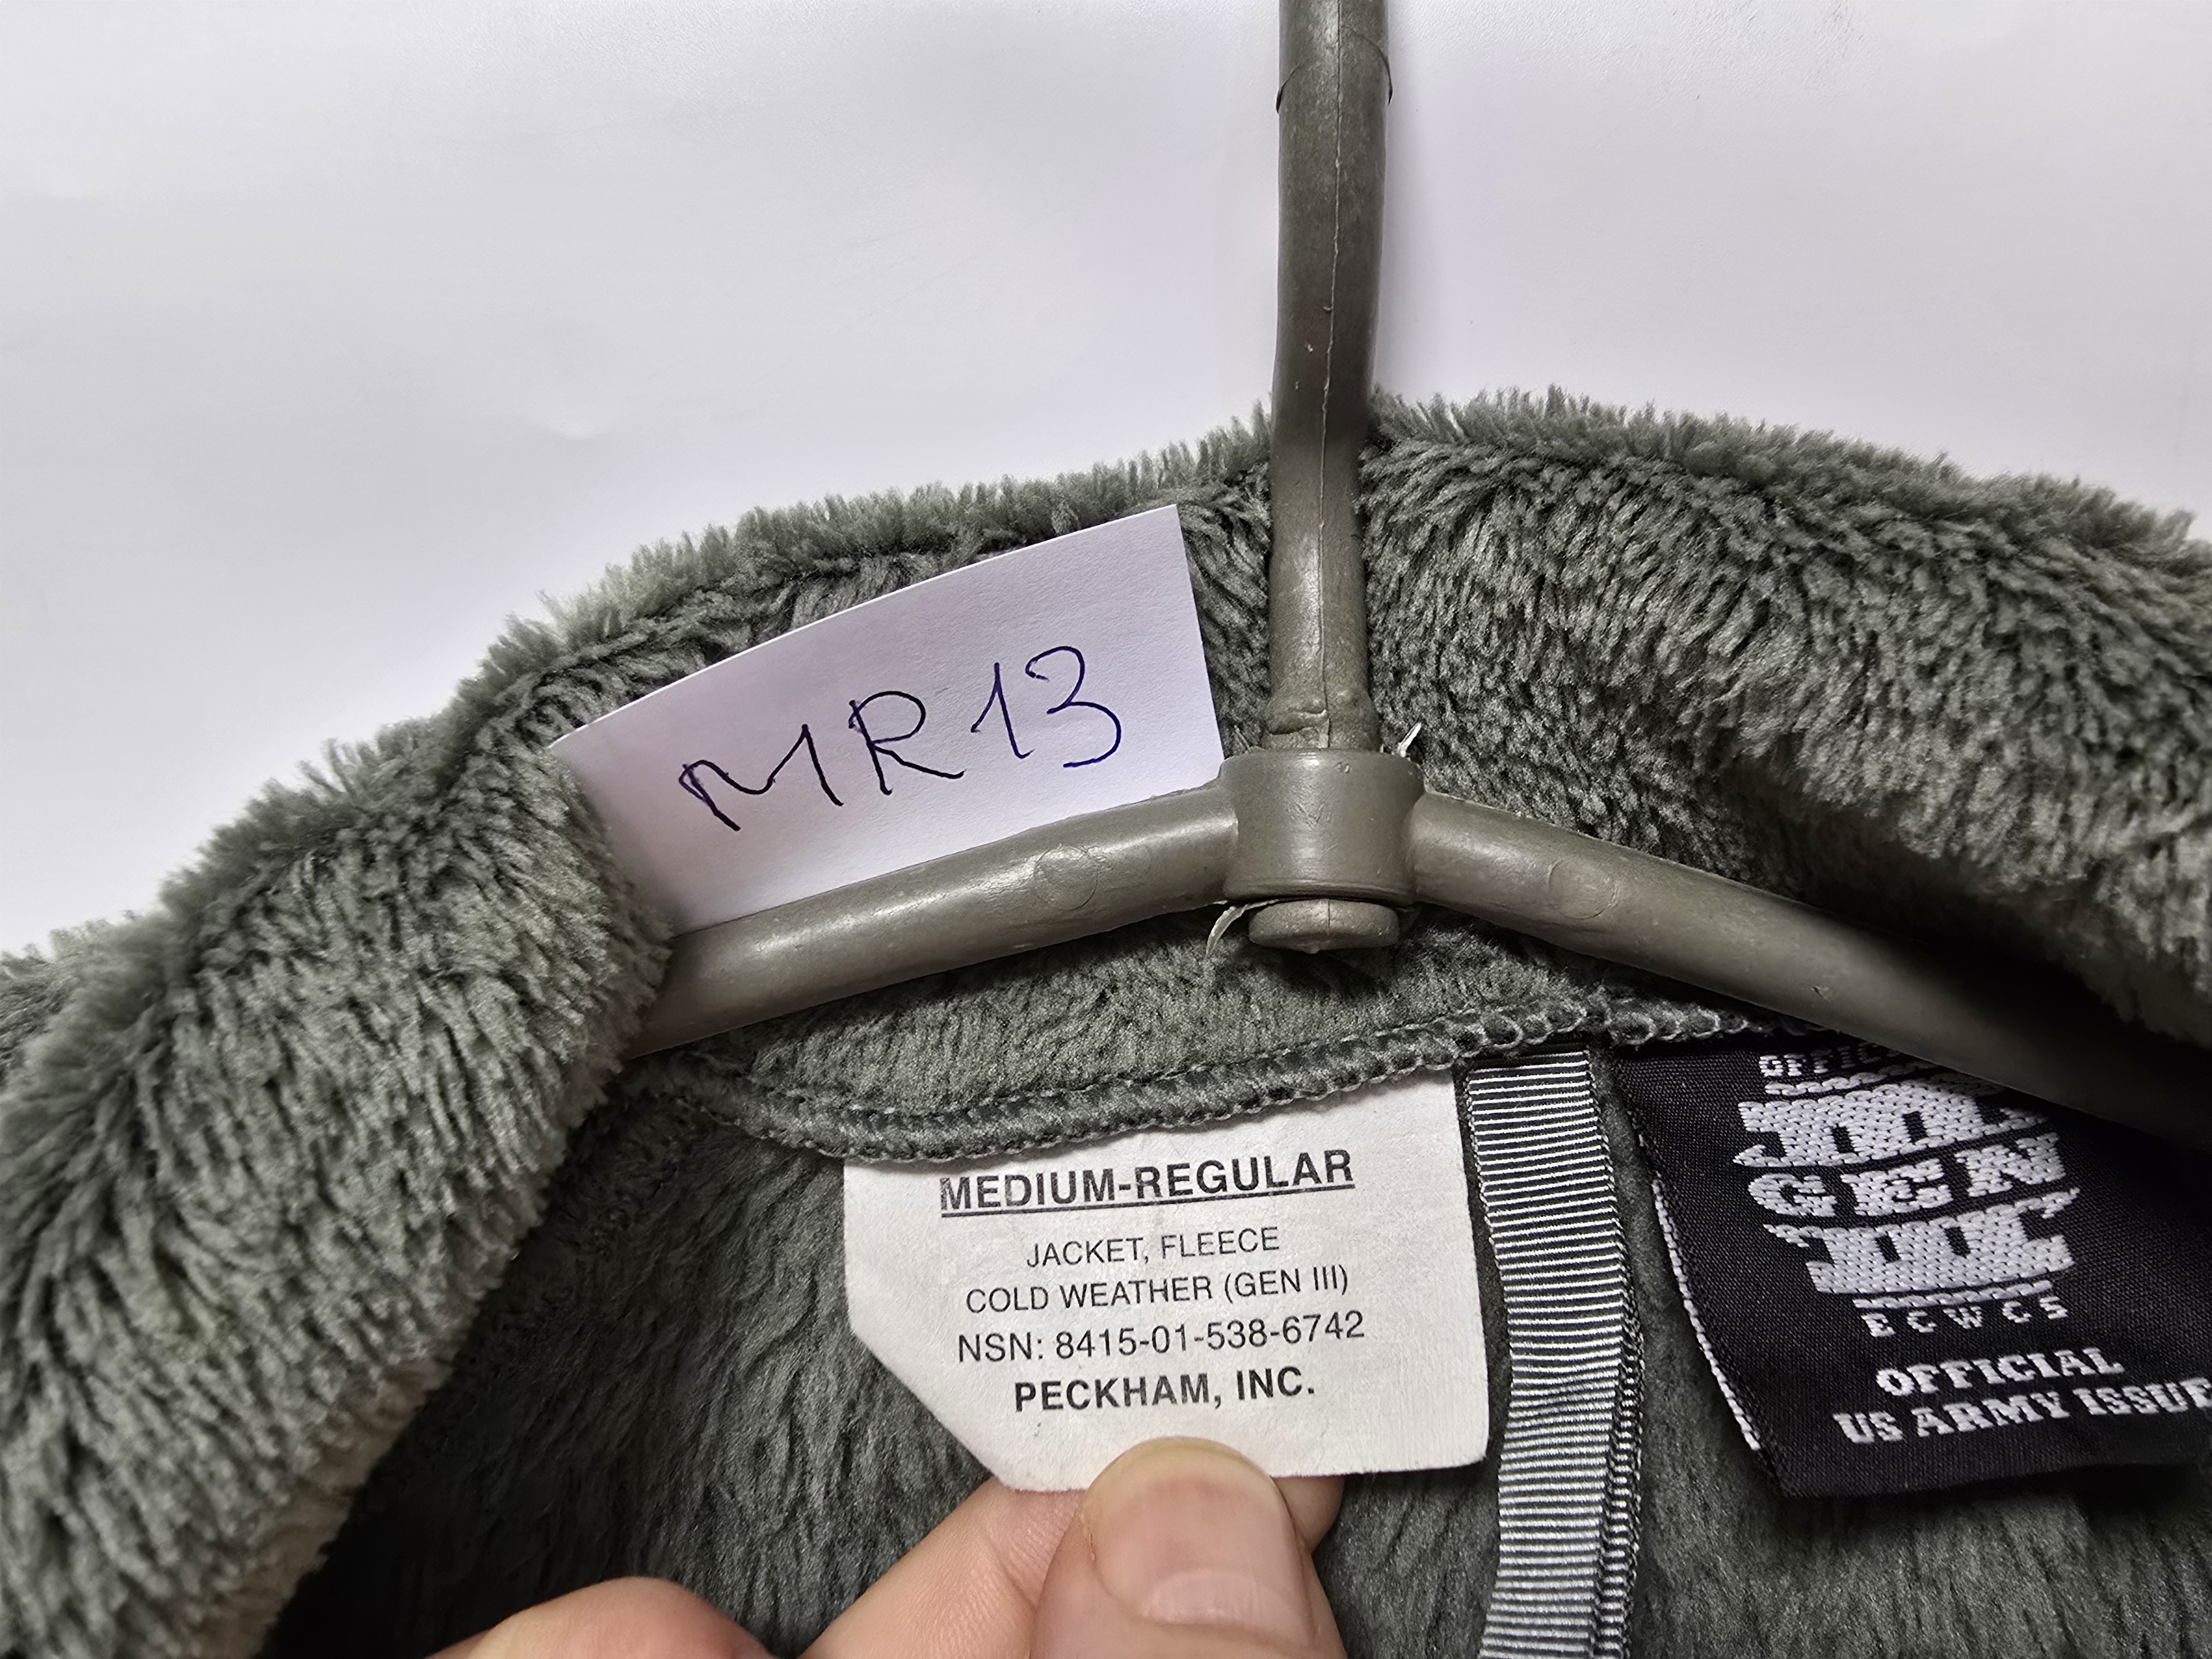 MR13
MEDIUM-REGULAR
JACKET, FLEECE
COLD WEATHER (GEN III)
NSN: 8415-01-538-6742
PECKHAM, INC.
GEN
III
ECWCS
OFFICIAL
US ARMY ISSUE